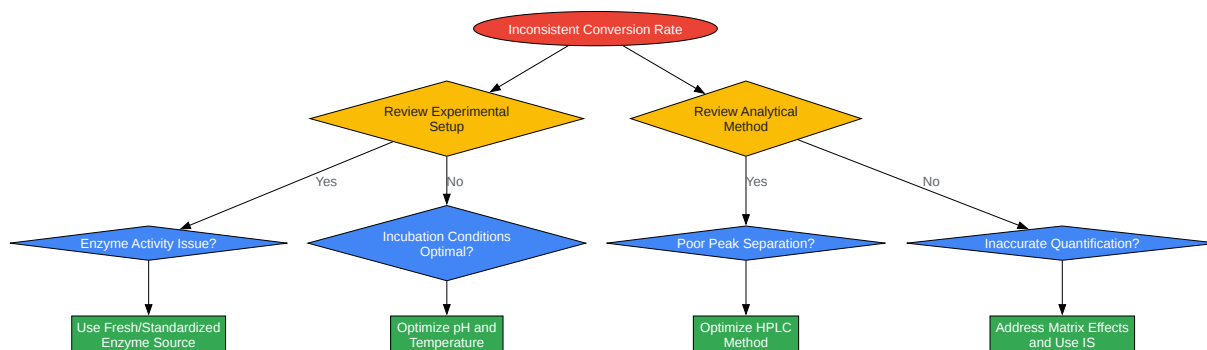 Inconsistent Conversion Rate
Review Experimental
Setup
Review Analytical
Method
Yes
No
Yes
No
Enzyme Activity Issue?
Incubation Conditions
Optimal?
Poor Peak Separation?
Inaccurate Quantification?
Use Fresh/Standardized
Enzyme Source
Optimize pH and
Temperature
Optimize HPLC
Method
Address Matrix Effects
and Use IS